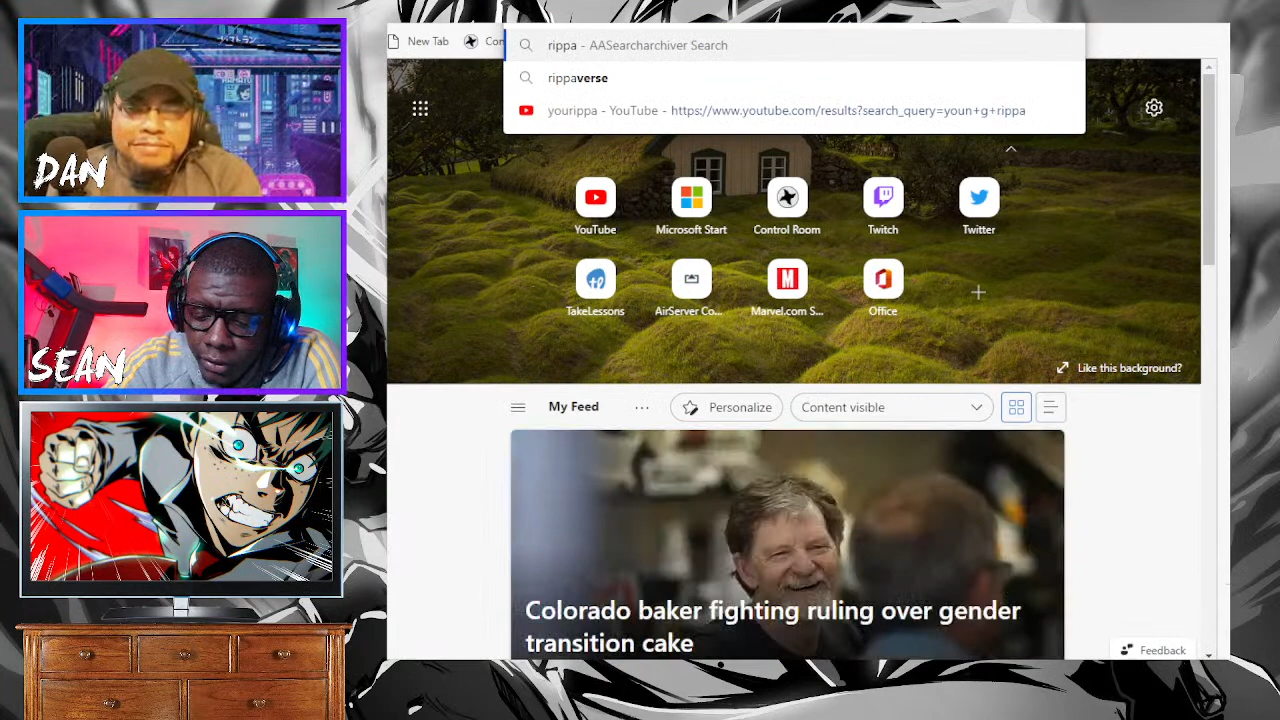 DAN
SEAN
New Tab
Con
rippa - AASearcharchiver Search
rippaverse
yourippa - YouTube - https://www.youtube.com/results?search_query=youn+g+rippa
YouTube
Microsoft Start
Control Room
Twitch
Twitter
TakeLessons
AirServer Co...
Marvel.com S...
Office
Like this background?
My Feed
...
Personalize
Content visible
Colorado baker fighting ruling over gender
transition cake
Feedback